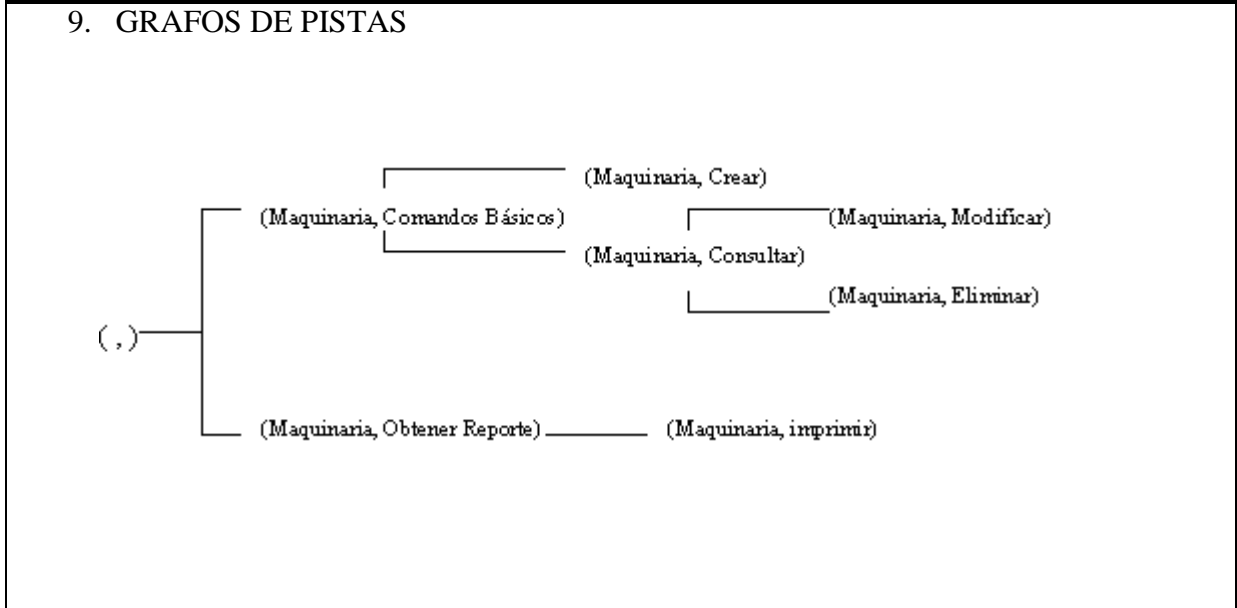 9. GRAFOS DE PISTAS
(Maquinaria, Crear)
(Maquinaria, Comandos Básicos)
(Maquinaria, Modificar)
(Maquinaria, Consultar)
(Maquinaria, Eliminar)
( , )
(Maquinaria, Obtener Reporte)
(Maquinaria, imprimir)